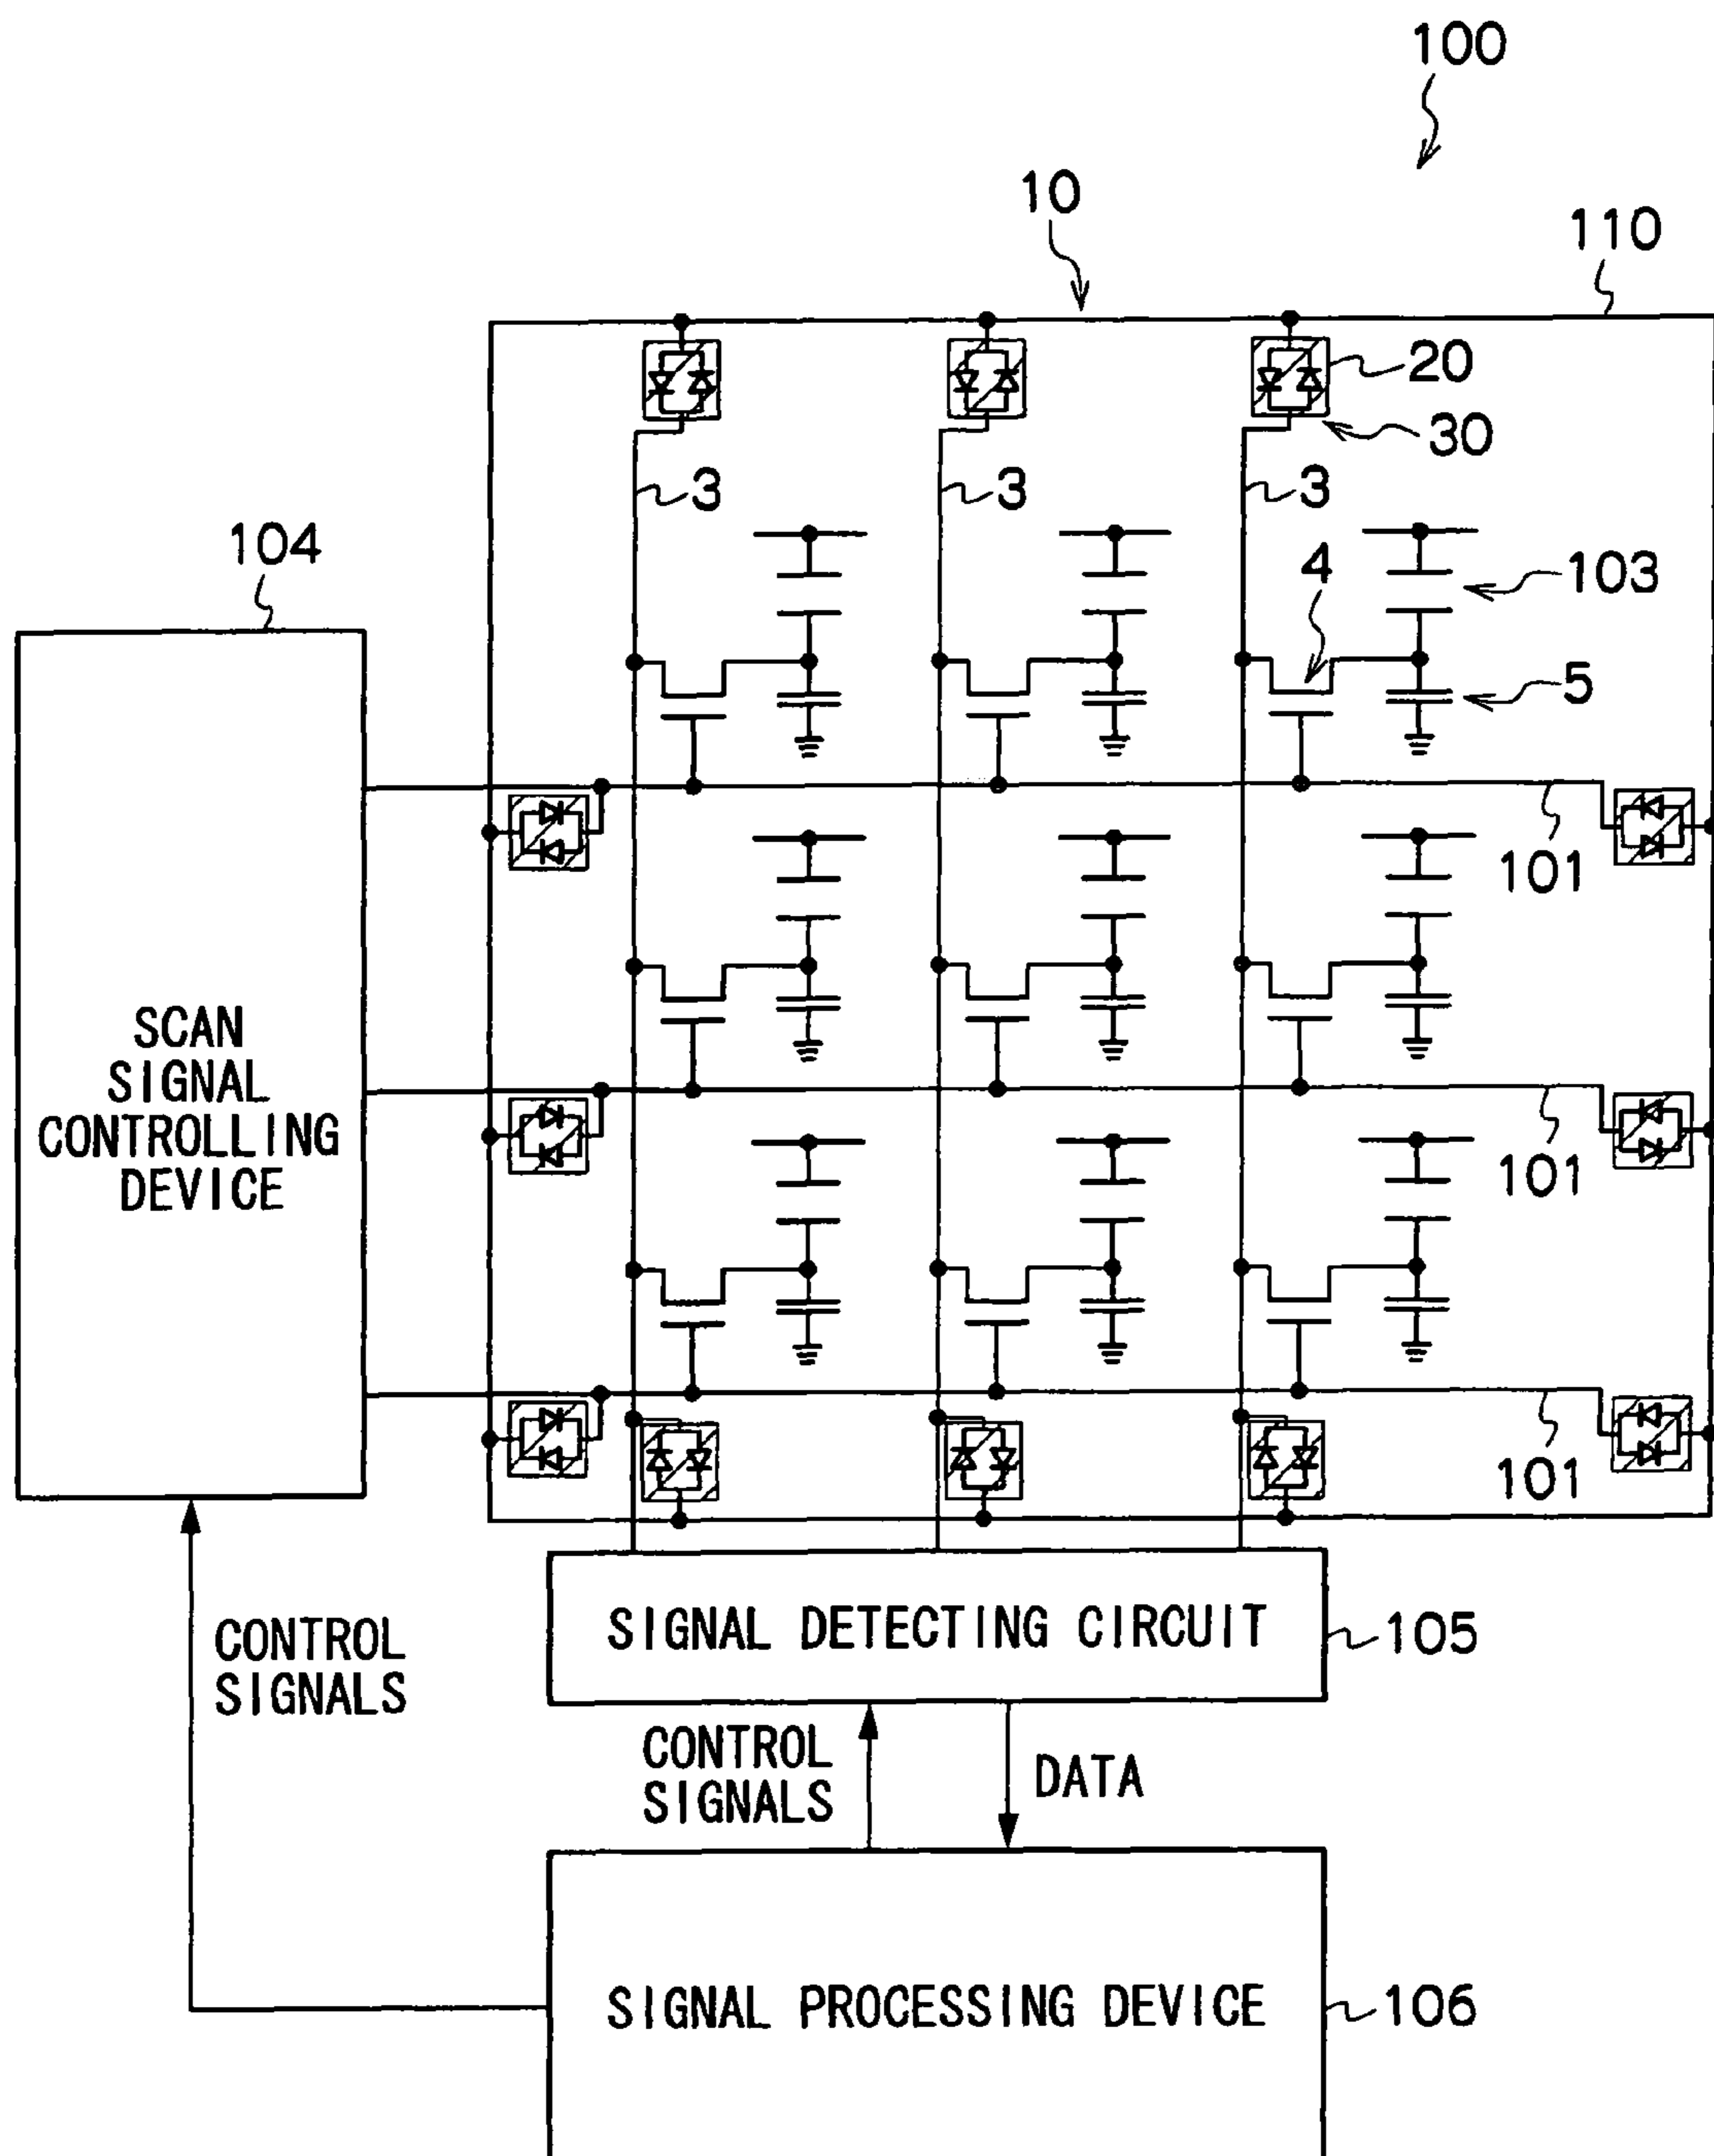 100
10
110
20
30
3
3
3
104
4
103
5
101
SCAN
SIGNAL
CONTROLLING
DEVICE
101
101
SIGNAL DETECTING CIRCUIT
105
CONTROL
SIGNALS
CONTROL
SIGNALS
DATA
SIGNAL PROCESSING DEVICE
106